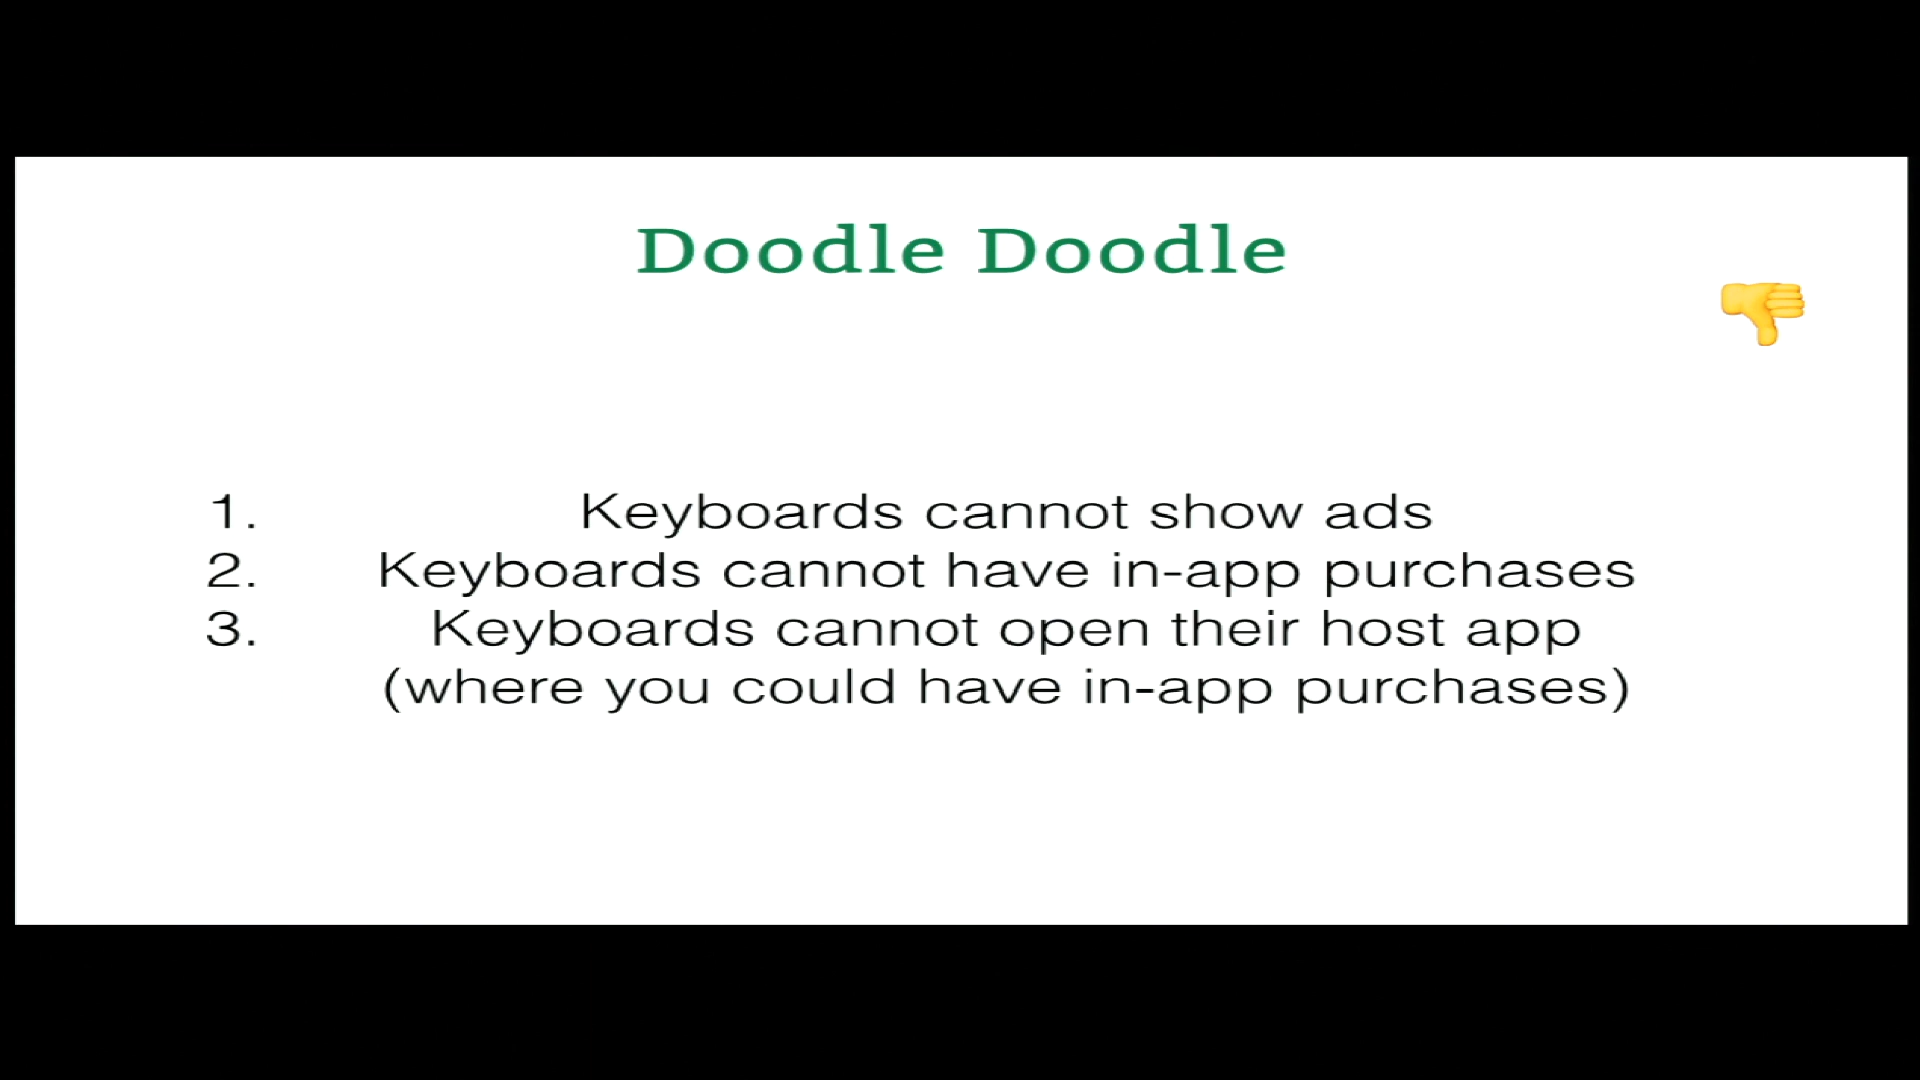 Doodle Doodle
1. Keyboards cannot show ads
2. Keyboards cannot have in-app purchases
3. Keyboards cannot open their host app
(where you could have in-app purchases)